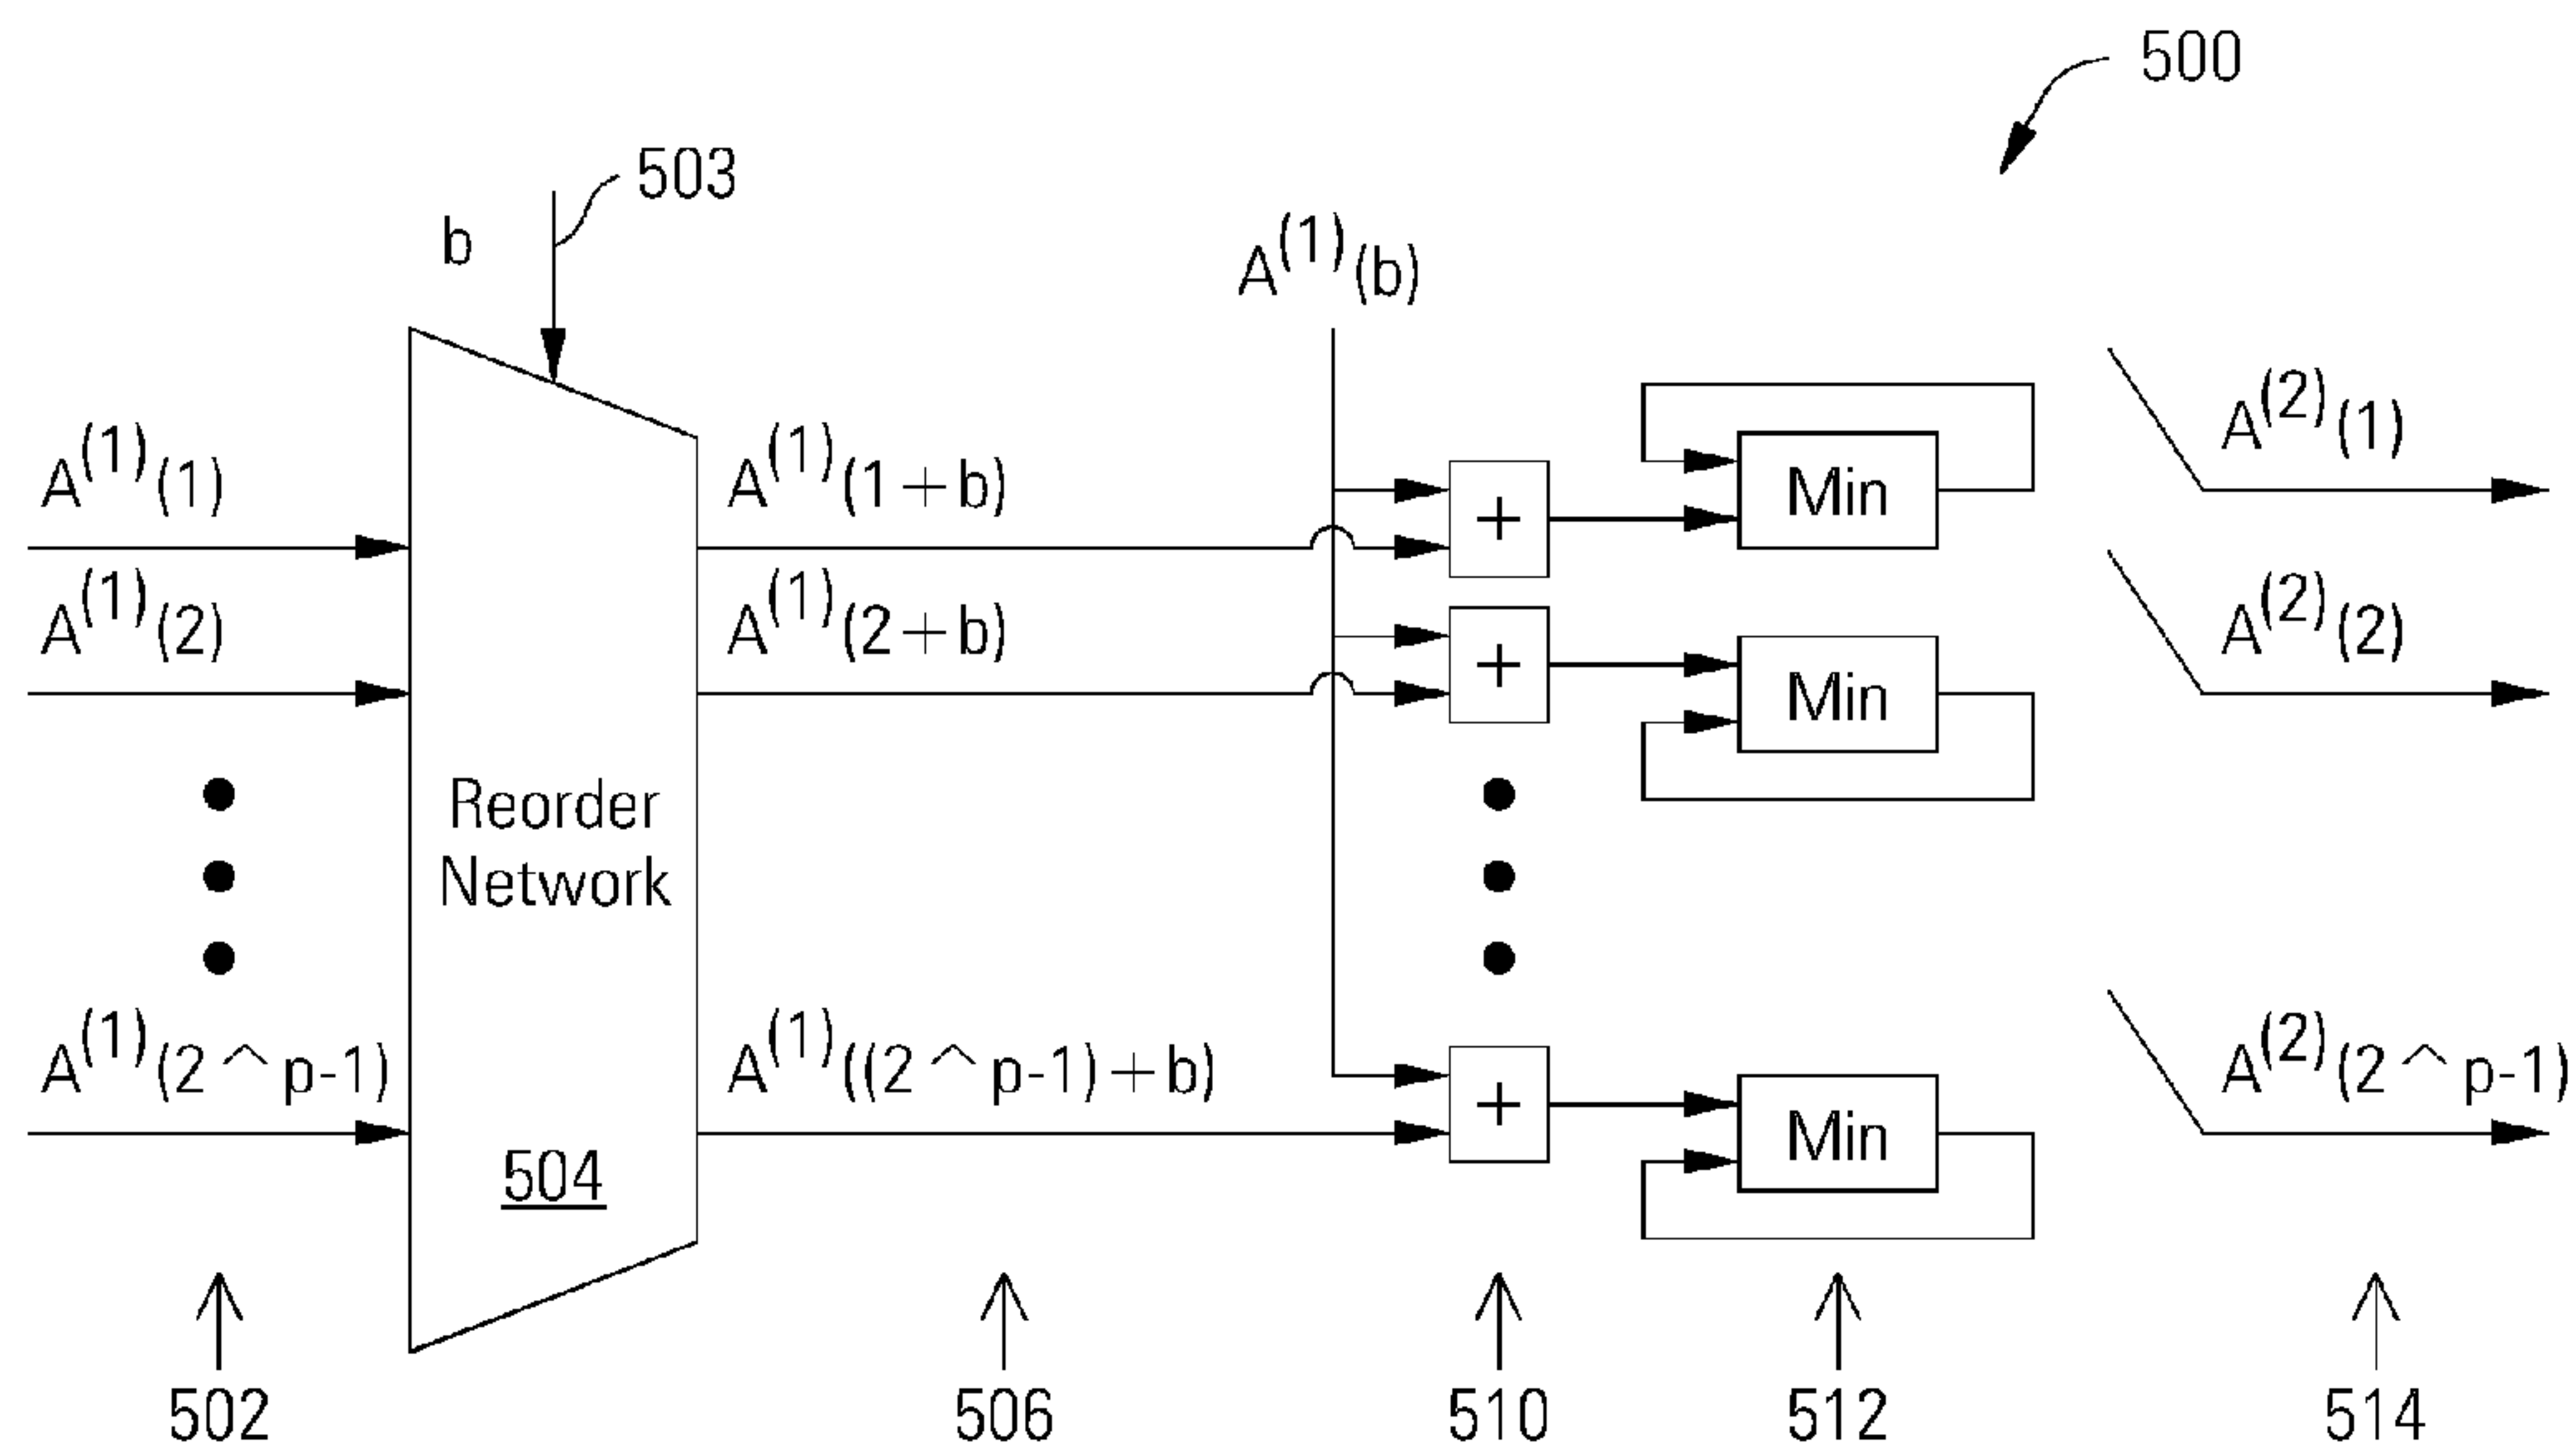 500
503
b
A^(1)(b)
A^(1)(1)
A^(1)(1+b)
+
Min
A^(2)(1)
A^(1)(2)
A^(1)(2+b)
+
Min
A^(2)(2)
Reorder
Network
A^(1)(2^p-1)
A^(1)((2^p-1)+b)
+
Min
A^(2)(2^p-1)
504
502
506
510
512
514